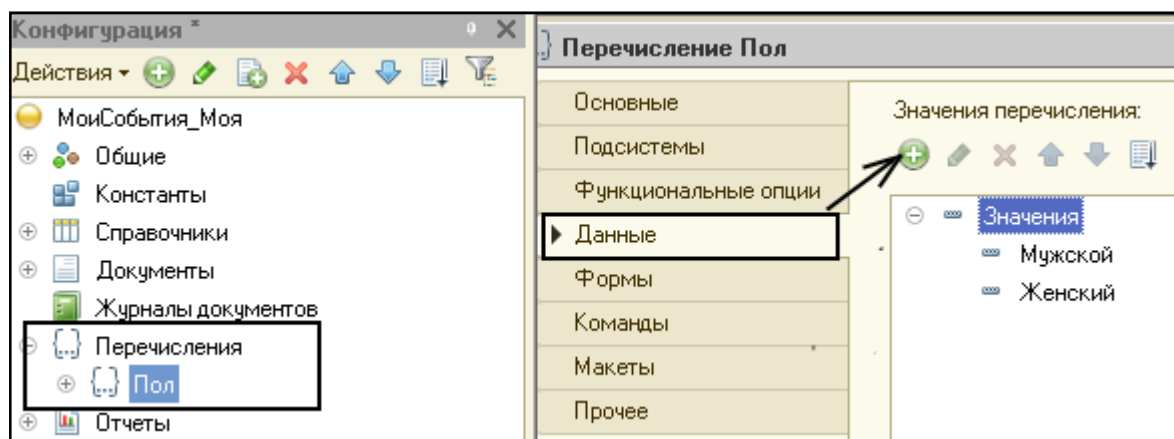 Конфигурация *
Действия
МоиСобытия_Моя
Общие
Константы
Справочники
Документы
Журналы документов
Перечисления
Пол
Отчеты
Перечисление Пол
Основные
Подсистемы
Функциональные опции
Данные
Формы
Команды
Макеты
Прочее
Значения перечисления:
Значения
Мужской
Женский